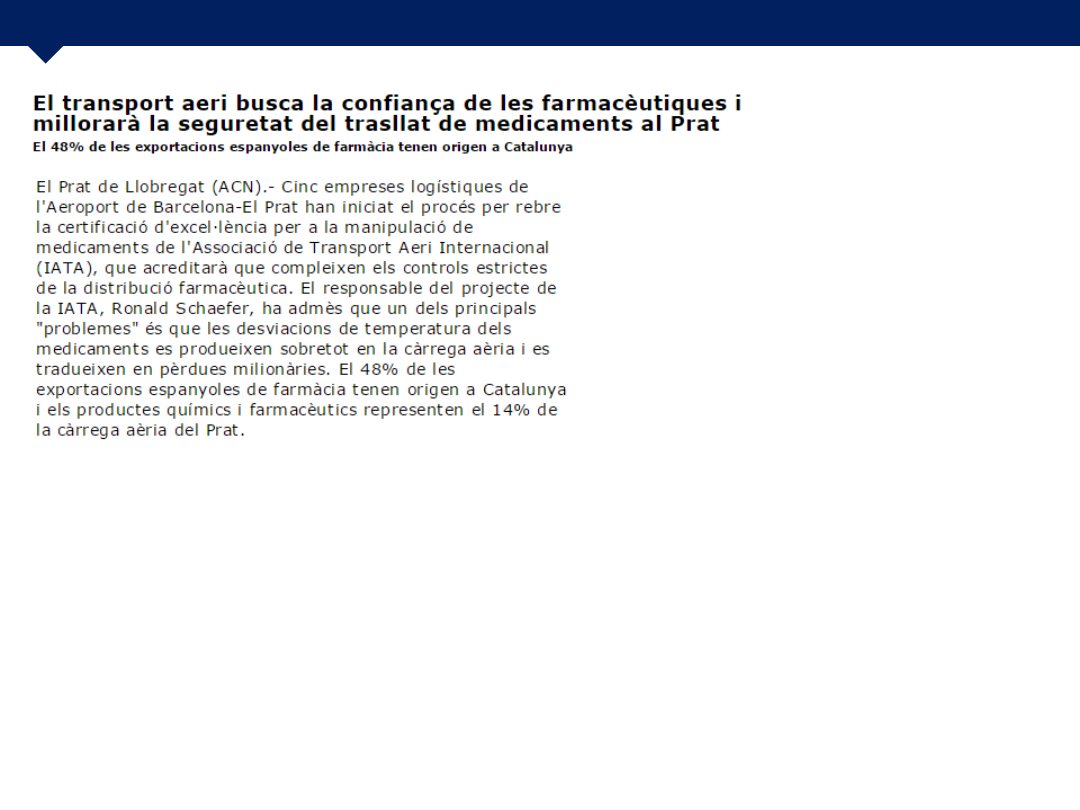 El transport aeri busca la confiança de les farmacèutiques i
millorarà la seguretat del trasllat de medicaments al Prat
El 48% de les exportacions espanyoles de farmàcia tenen origen a Catalunya
El Prat de Llobregat (ACN).- Cinc empreses logístiques de
l'Aeroport de Barcelona-El Prat han iniciat el procés per rebre
la certificació d'excel·lència per a la manipulació de
medicaments de l'Associació de Transport Aeri Internacional
(IATA), que acreditarà que compleixen els controls estrictes
de la distribució farmacèutica. El responsable del projecte de
la IATA, Ronald Schaefer, ha admès que un dels principals
"problemes" és que les desviacions de temperatura dels
medicaments es produeixen sobretot en la càrrega aèria i es
tradueixen en pèrdues milionàries. El 48% de les
exportacions espanyoles de farmàcia tenen origen a Catalunya
i els productes químics i farmacèutics representen el 14% de
la càrrega aèria del Prat.